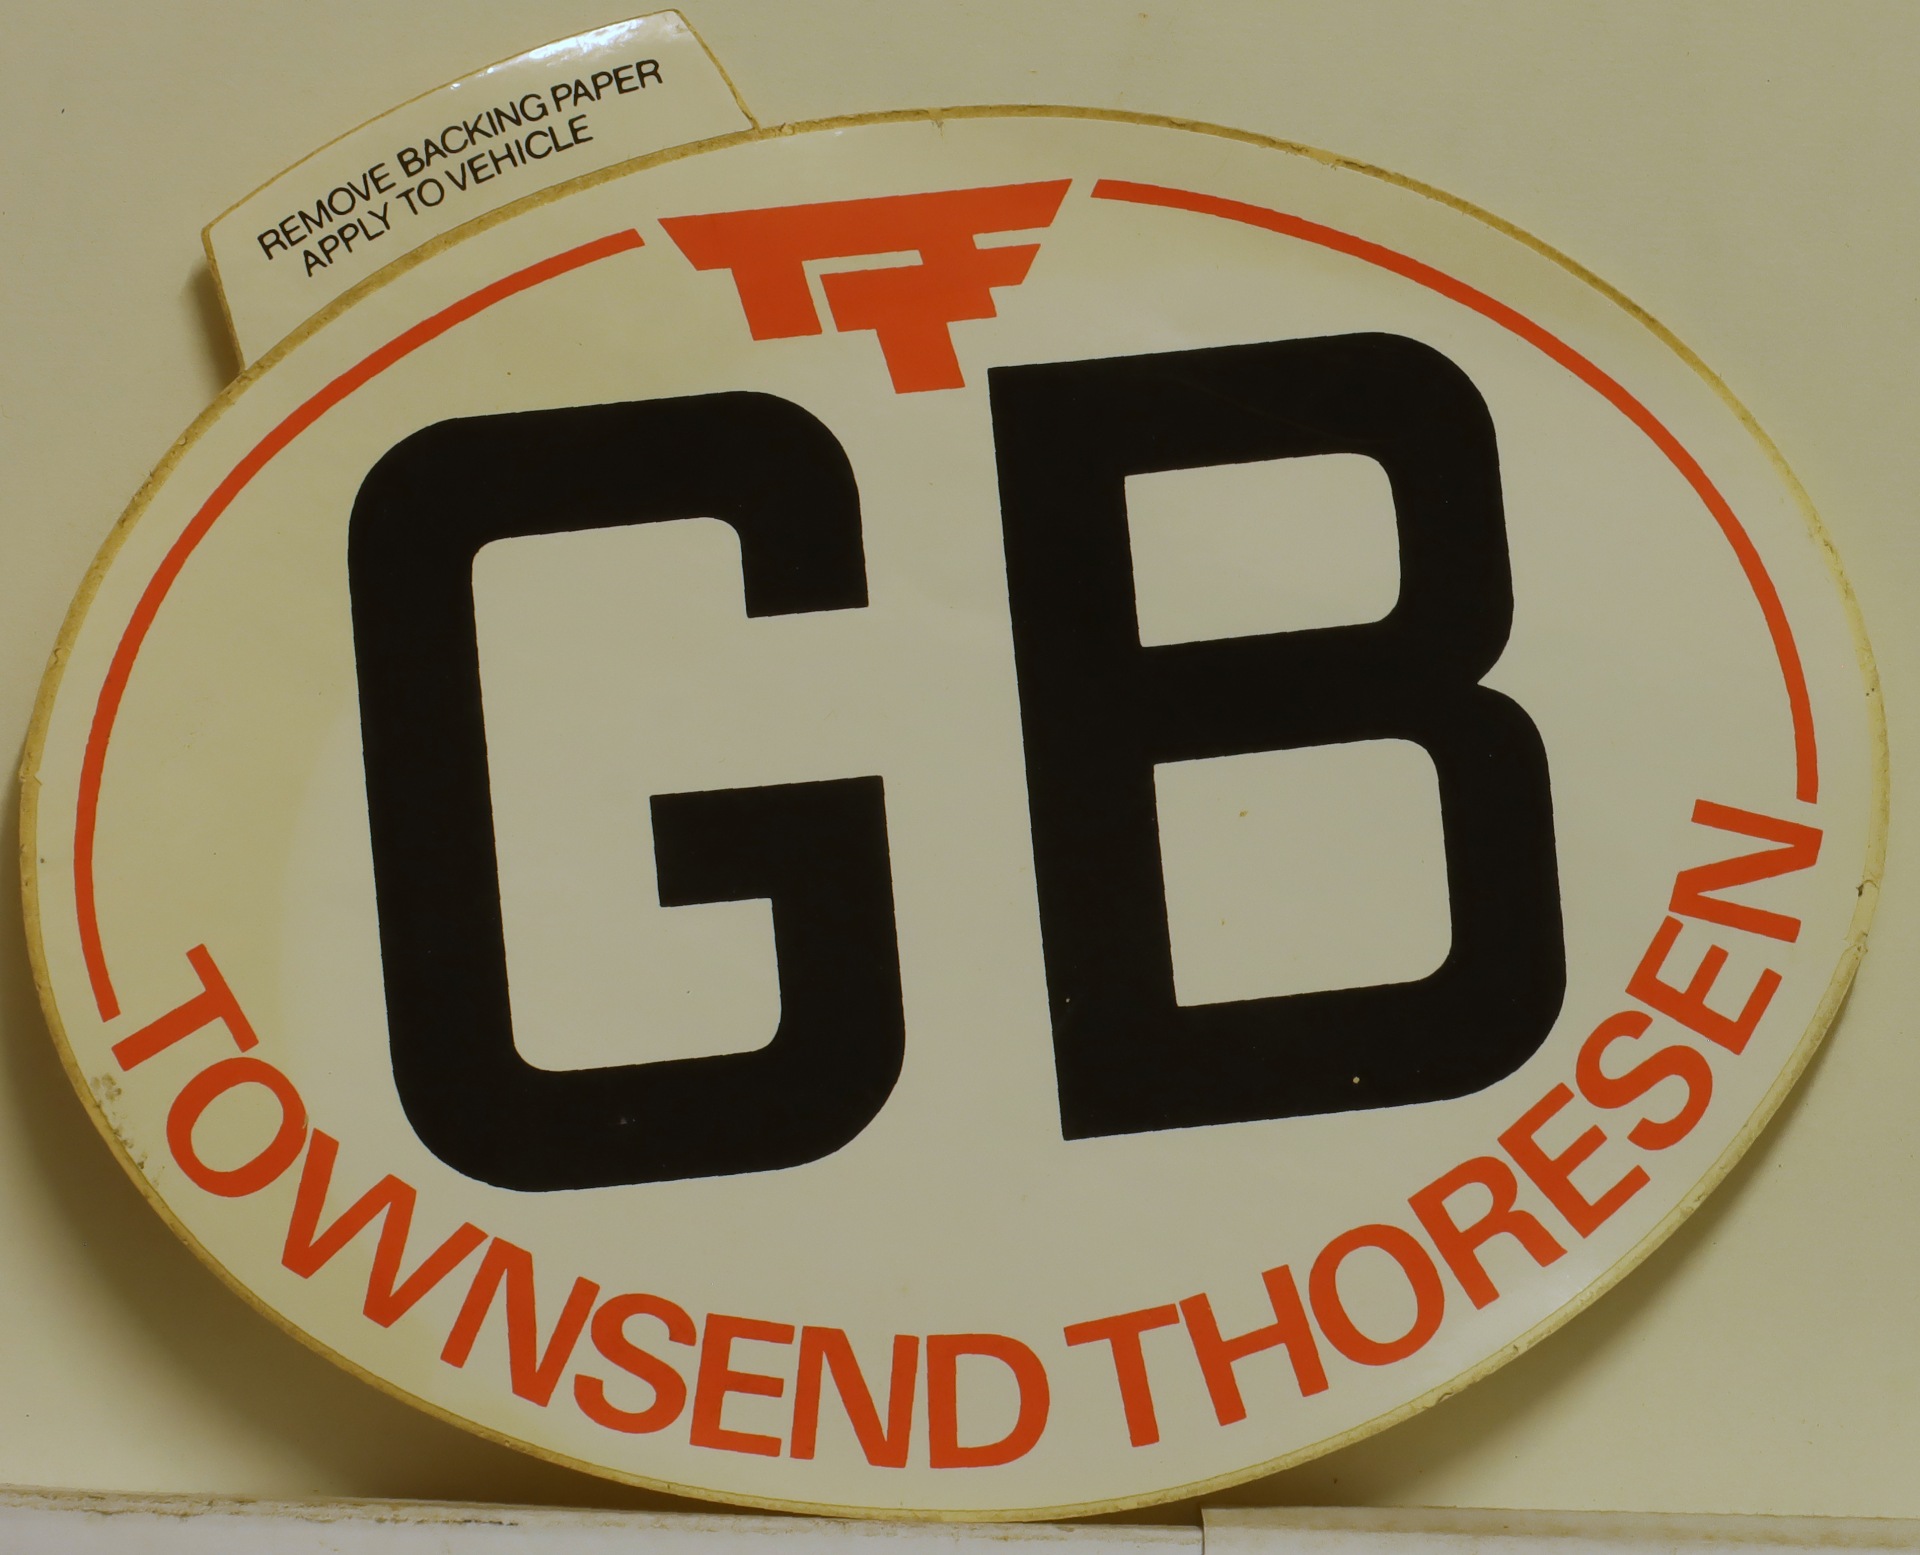 REMOVE BACKING PAPER
APPLY TO VEHICLE
GB
TOWNSEND THORESEN